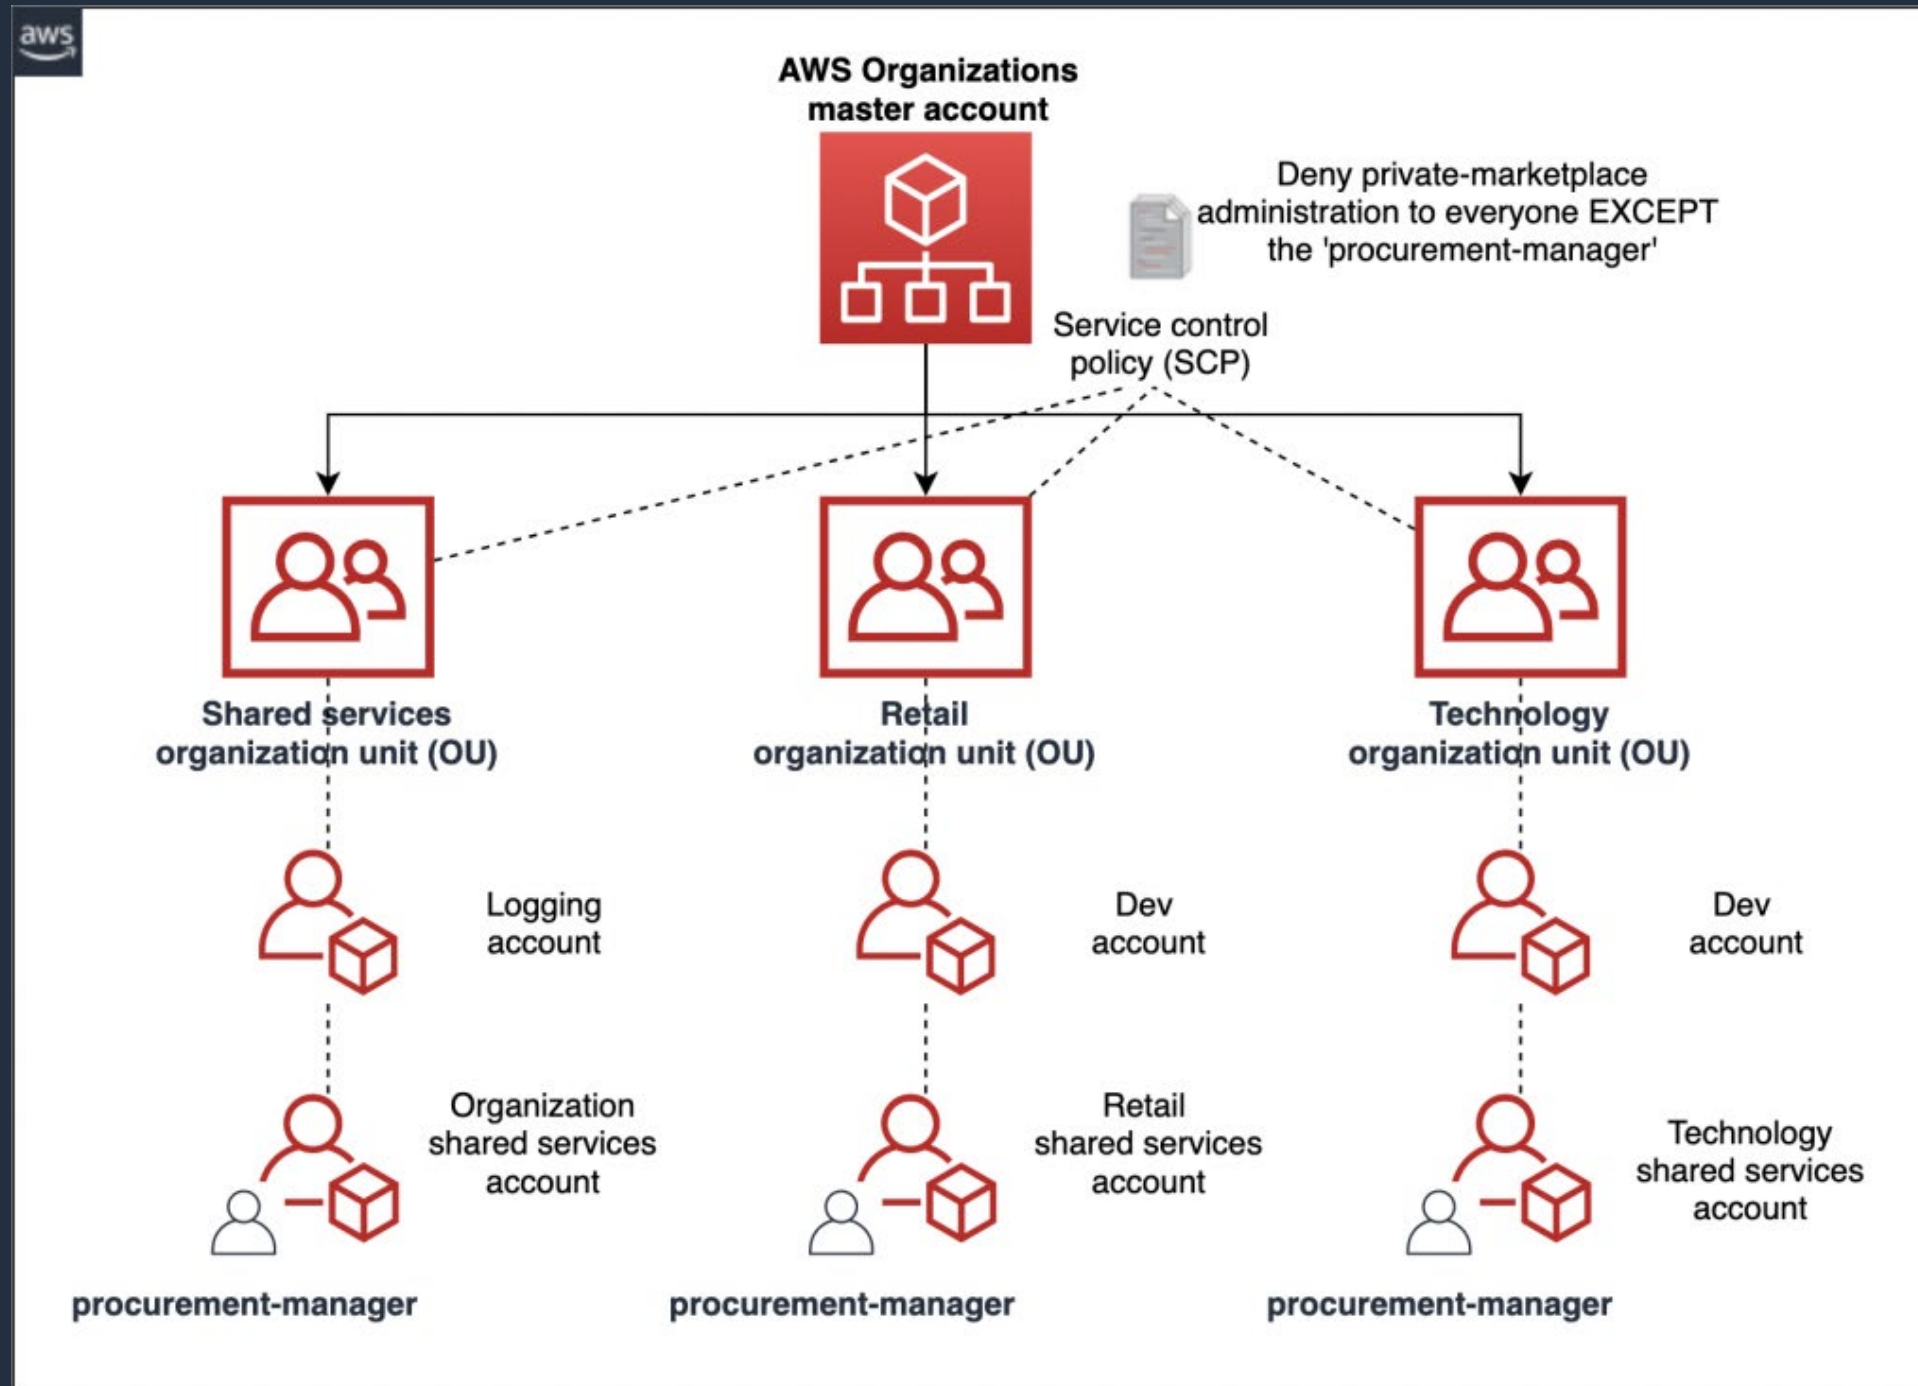 aws
AWS Organizations
master account
Deny private-marketplace
administration to everyone EXCEPT
the 'procurement-manager'
Service control
policy (SCP)
Shared services
organization unit (OU)
Retail
organization unit (OU)
Technology
organization unit (OU)
Logging
account
Dev
account
Dev
account
Organization
shared services
account
Retail
shared services
account
Technology
shared services
account
procurement-manager
procurement-manager
procurement-manager